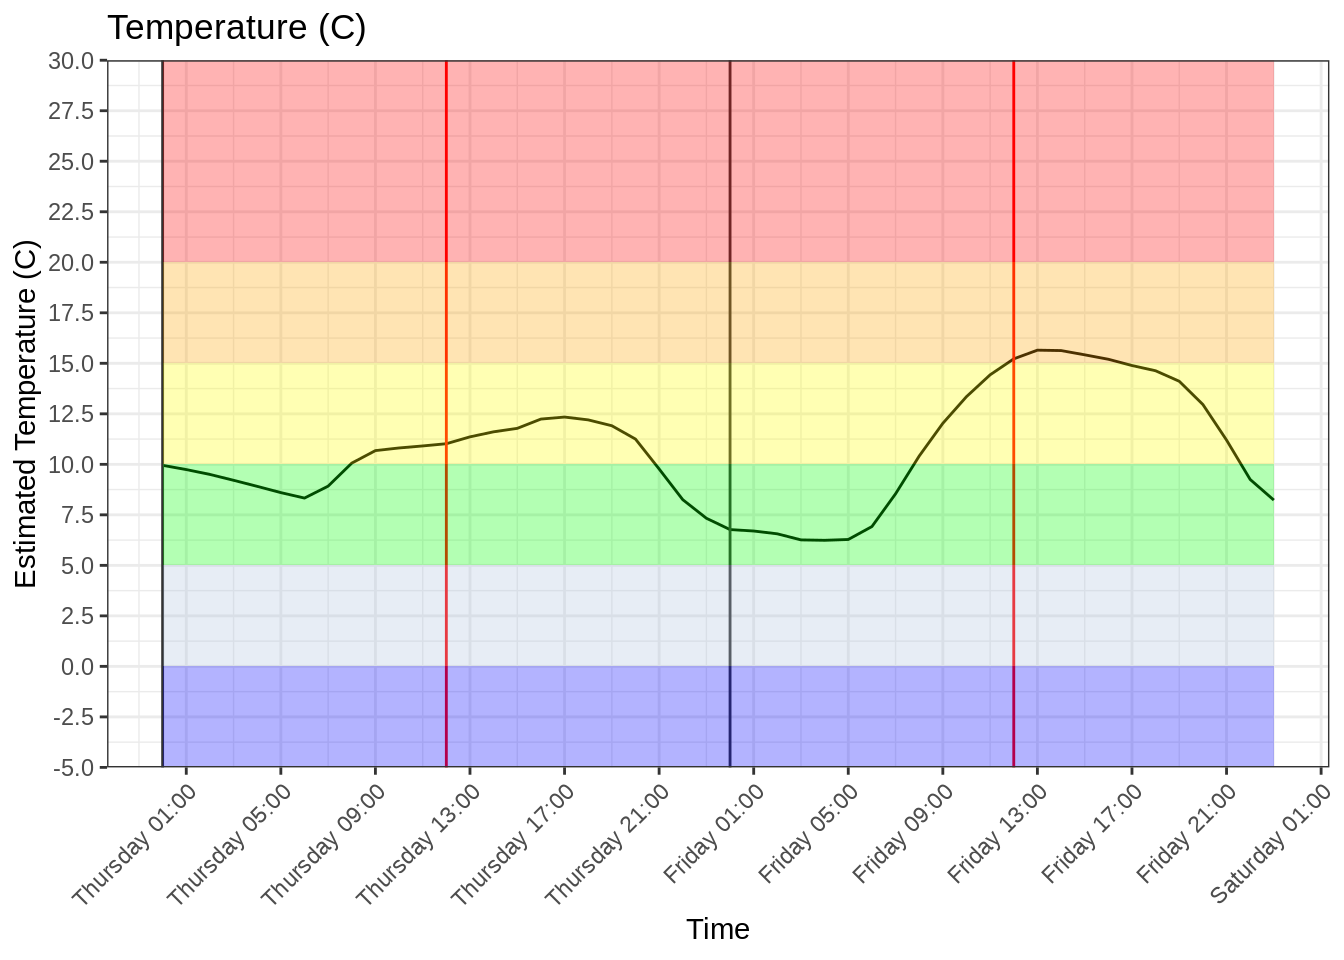 Temperature (C)
Estimated Temperature (C)
30.0
27.5
25.0
22.5
20.0
17.5
15.0
12.5
10.0
7.5
5.0
2.5
0.0
-2.5
-5.0
Thursday 01:00
Thursday 05:00
Thursday 09:00
Thursday 13:00
Thursday 17:00
Thursday 21:00
Friday 01:00
Friday 05:00
Friday 09:00
Friday 13:00
Friday 17:00
Friday 21:00
Saturday 01:00
Time